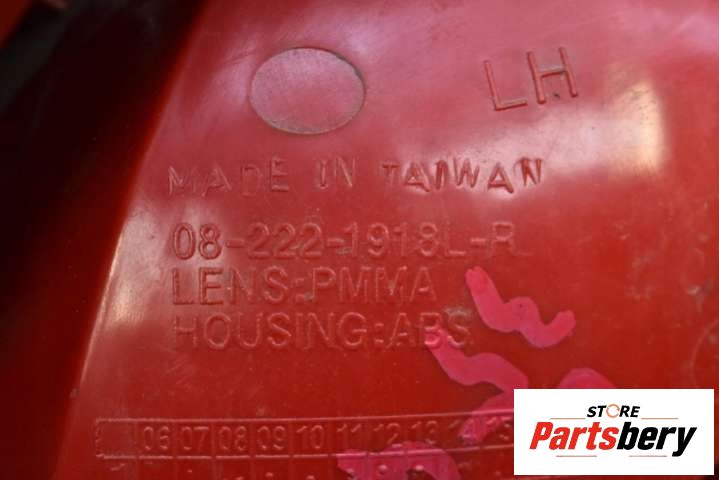 LH
MADE IN TAIWAN
08-222-1918L-R
LENS:PMMA
HOUSING:ABS
06 07 08 09 10 11 12 13
STORE
Partsbery